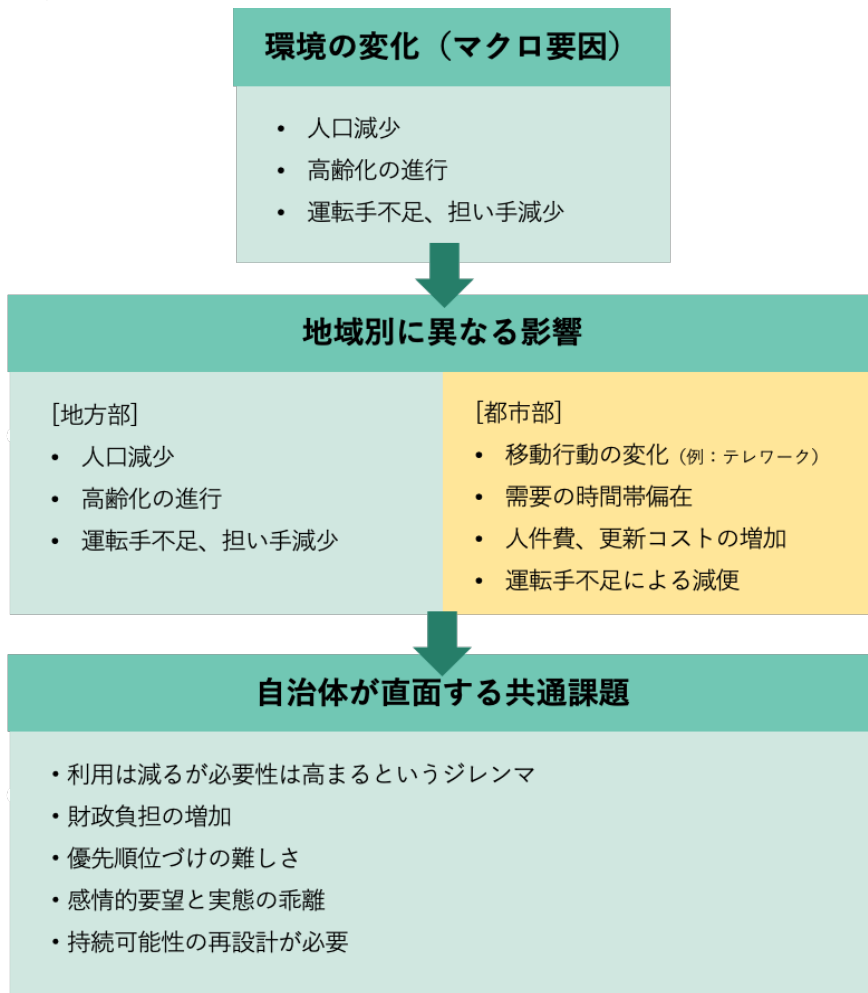 環境の変化（マクロ要因）
• 人口減少
• 高齢化の進行
• 運転手不足、担い手減少
地域別に異なる影響
[地方部]
• 人口減少
• 高齢化の進行
• 運転手不足、担い手減少
[都市部]
• 移動行動の変化（例：テレワーク）
• 需要の時間帯偏在
• 人件費、更新コストの増加
• 運転手不足による減便
自治体が直面する共通課題
・利用は減るが必要性は高まるというジレンマ
・財政負担の増加
・優先順位づけの難しさ
・感情的要望と実態の乖離
・持続可能性の再設計が必要